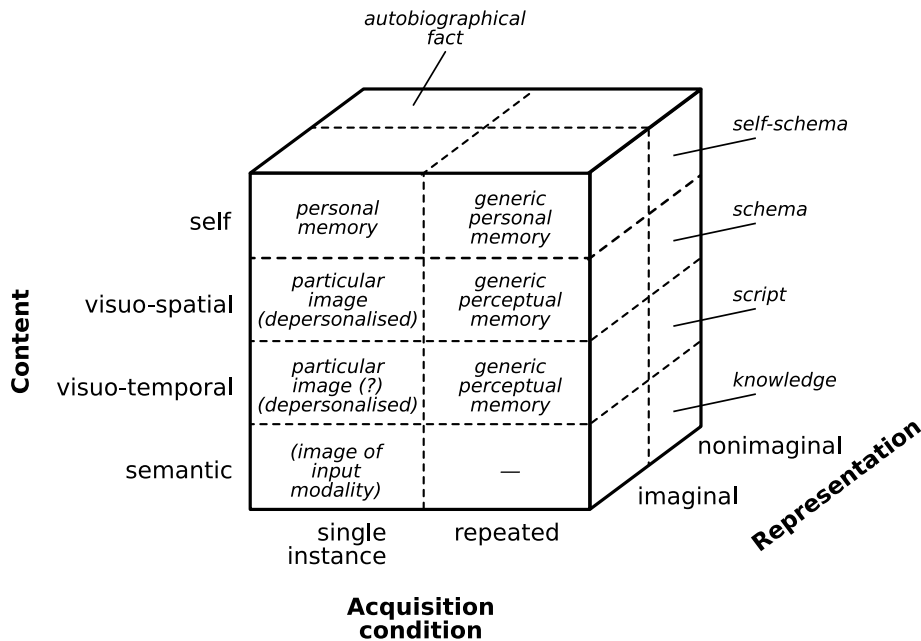 autobiographical
fact
self-schema
schema
script
knowledge
self
personal
memory
generic
personal
memory
visuo-spatial
particular
image
(depersonalised)
generic
perceptual
memory
visuo-temporal
particular
image (?)
(depersonalised)
generic
perceptual
memory
semantic
(image of
input
modality)
—
Content
nonimaginal
imaginal
Representation
single
instance
repeated
Acquisition
condition